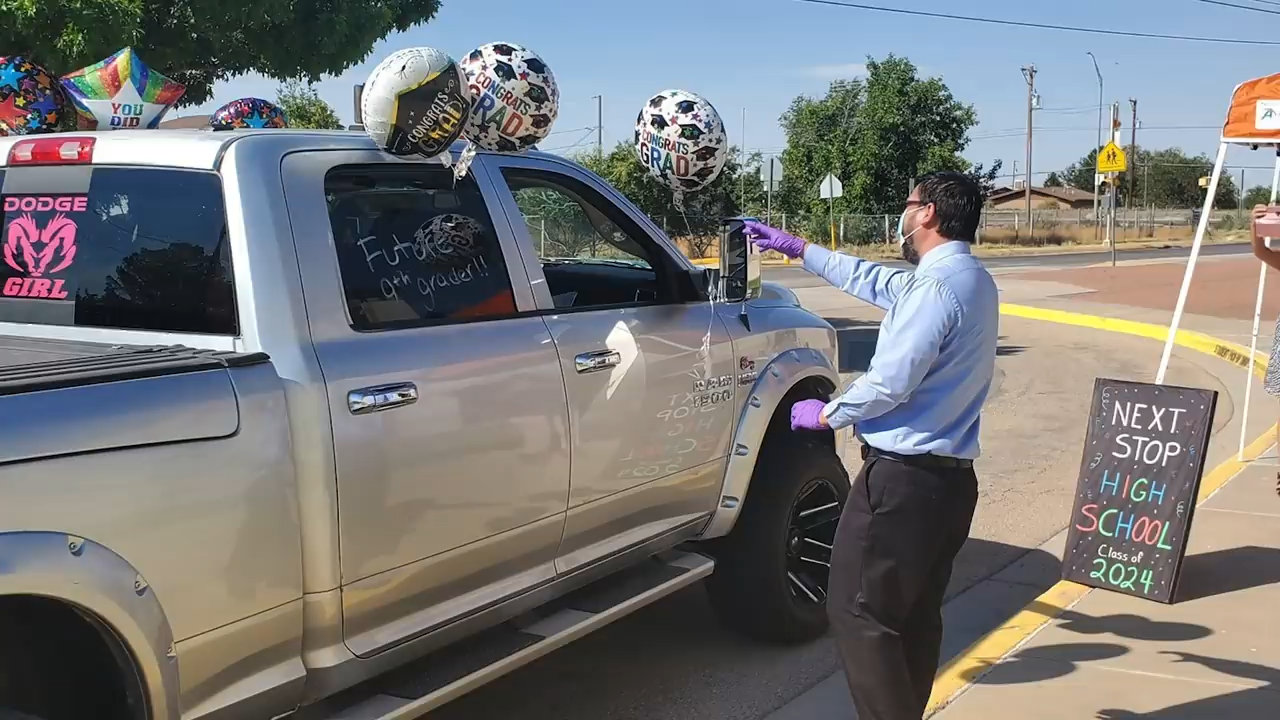 YOU
DID
CONGRATS
GRAD
CONGRATS
GRAD
CONGRATS
GRAD
DODGE
GIRL
Future
9th grader!!
NEXT
STOP
HIGH
SCHOOL
Class of
2024